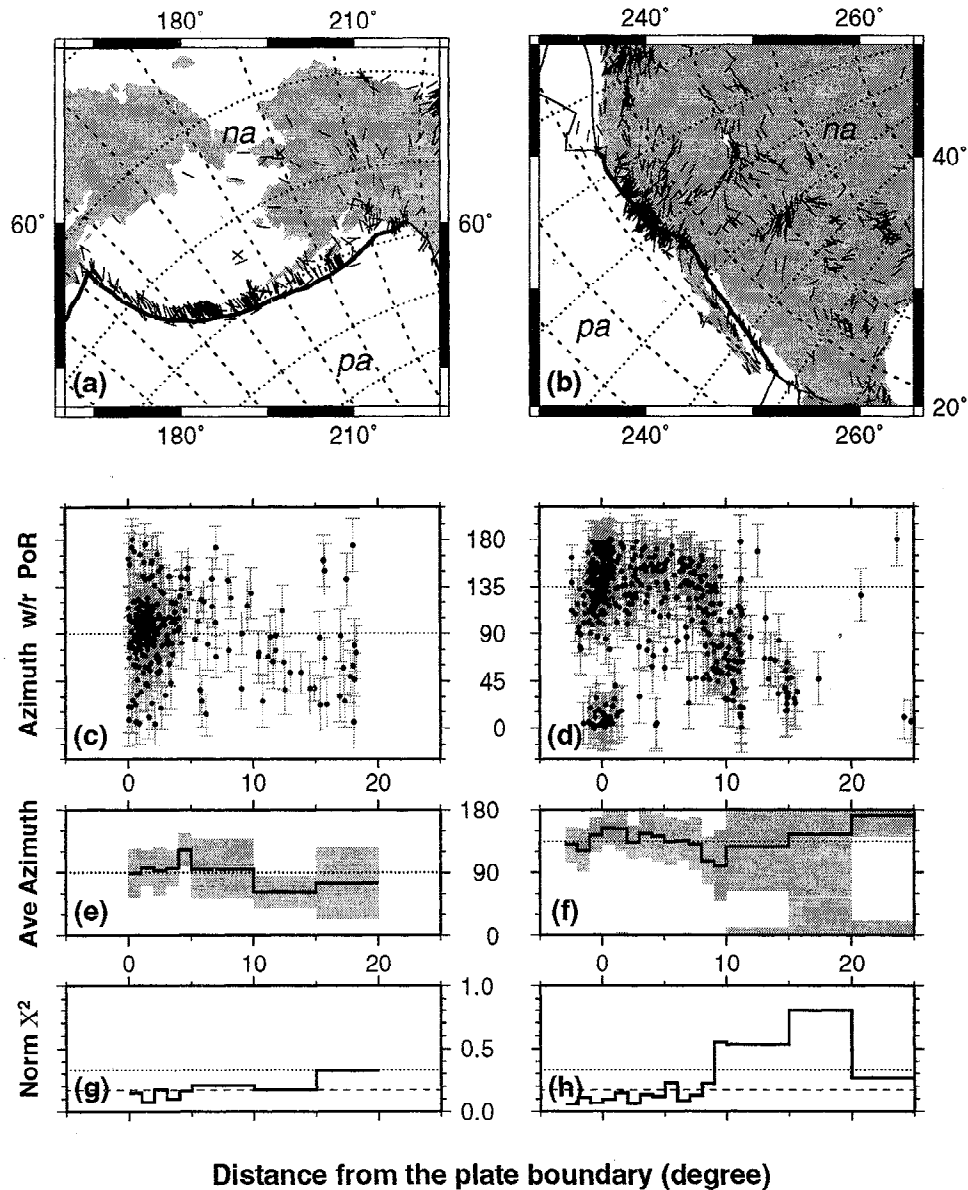 180° 210° 240° 260°
na na
60° 60° 40°
pa pa
(a) (b)
20°
180° 210° 240° 260°
Azimuth w/r PoR
180
135
90
45
0
(c) (d)
0 10 20 0 10 20
Ave Azimuth
180
90
0
(e) (f)
0 10 20 0 10 20
Norm X²
1.0
0.5
0.0
(g) (h)
Distance from the plate boundary (degree)